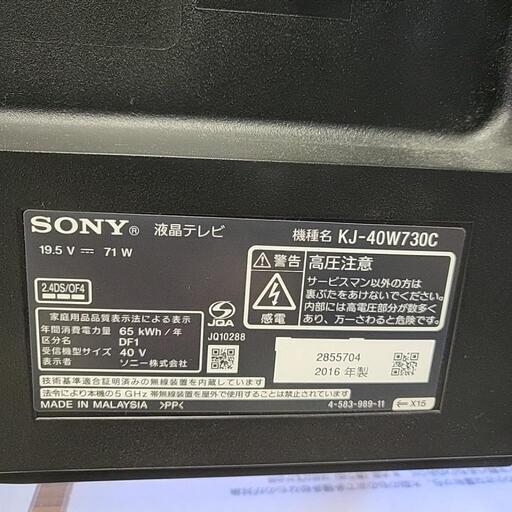 SONY® 液晶テレビ
機種名 KJ-40W730C
19.5 V ⎓ 71 W
2.4DS/OF4
家庭用品品質表示法による表示
年間消費電力量 65 kWh/年
区分名 DF1
受信機型サイズ 40 V
表示者 ソニー株式会社
JQA
JQ10288
警告 高圧注意
感電
サービスマン以外の方は
裏ぶたをあけないでください。
内部には高電圧部分が数多く
あり、万一さわると危険です。
2855704
2016 年製
技術基準適合証明済みの無線装置を内蔵しています
法令により本機の5 GHz 帯無線装置を屋外で使用することは禁止されています
MADE IN MALAYSIA >PP<
4-583-989-11
X15